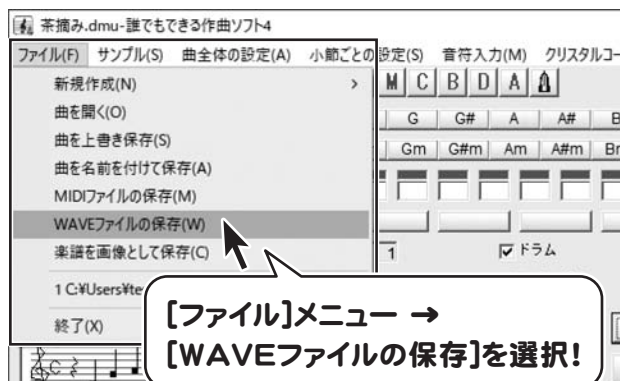 茶摘み.dmu-誰でもできる作曲ソフト4
ファイル(F) サンプル(S) 曲全体の設定(A) 小節ごとの設定(S) 音符入力(M) クリスタルコー
新規作成(N) >
M C B D A
曲を開く(O)
G G# A A# B
曲を上書き保存(S)
Gm G#m Am A#m Br
曲を名前を付けて保存(A)
MIDIファイルの保存(M)
WAVEファイルの保存(W)
楽譜を画像として保存(C)
1 ドラム
1 C:¥Users¥te
終了(X)
[ファイル]メニュー →
[WAVEファイルの保存]を選択!